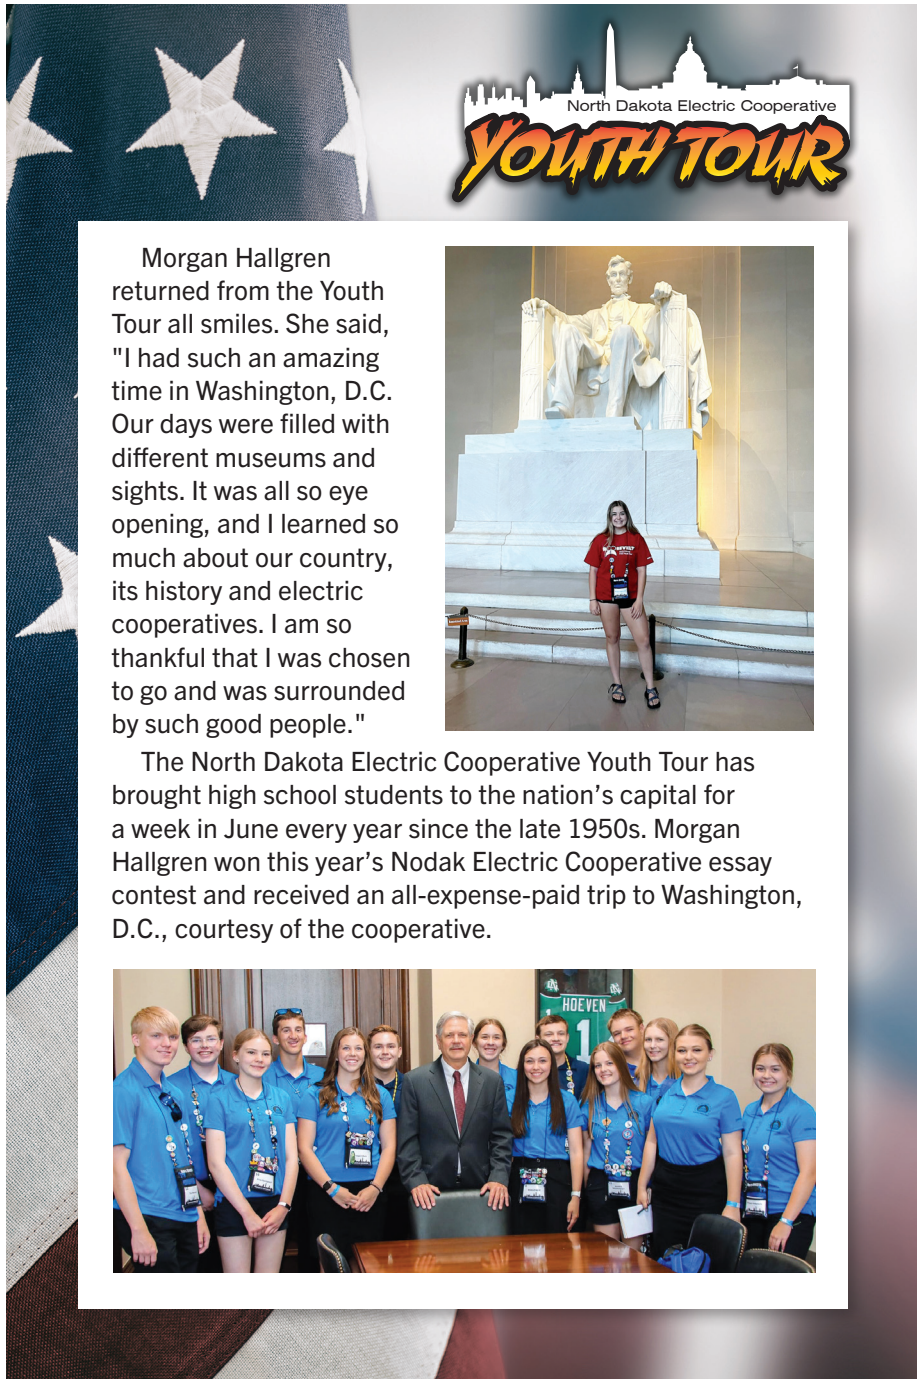 North Dakota Electric Cooperative
YOUTH TOUR
Morgan Hallgren
returned from the Youth
Tour all smiles. She said,
"I had such an amazing
time in Washington, D.C.
Our days were filled with
different museums and
sights. It was all so eye
opening, and I learned so
much about our country,
its history and electric
cooperatives. I am so
thankful that I was chosen
to go and was surrounded
by such good people."
The North Dakota Electric Cooperative Youth Tour has
brought high school students to the nation’s capital for
a week in June every year since the late 1950s. Morgan
Hallgren won this year’s Nodak Electric Cooperative essay
contest and received an all-expense-paid trip to Washington,
D.C., courtesy of the cooperative.
HOEVEN
1